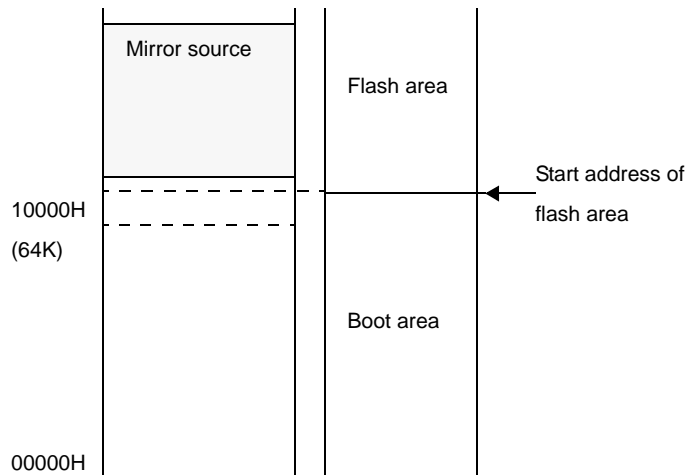 Mirror source
Flash area
Start address of
flash area
10000H
(64K)
Boot area
00000H